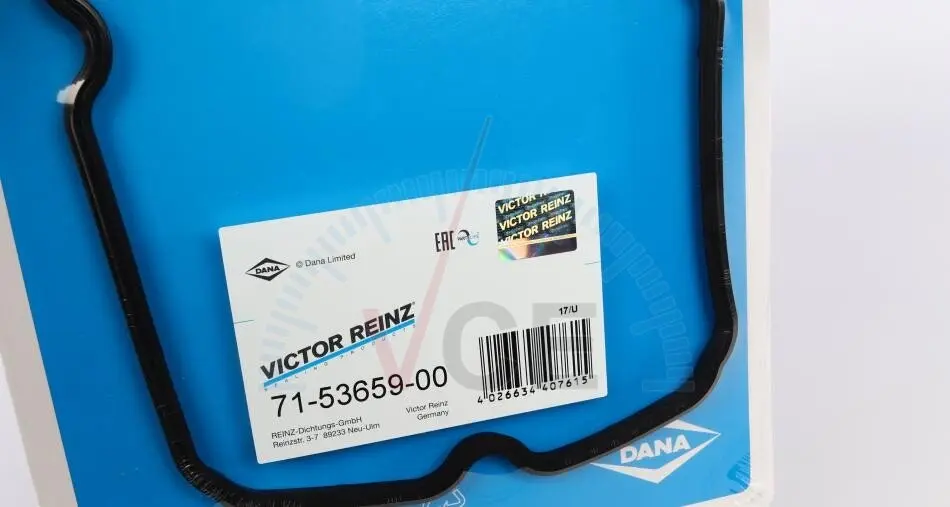 VICTOR REINZ
VICTOR REINZ
VICTOR REINZ
EAC
DANA
© Dana Limited
17/U
VICTOR REINZ®
SEALING PRODUCTS
71-53659-00
4 026634 407615
REINZ-Dichtungs-GmbH
Reinzstr. 3-7 89233 Neu-Ulm
Victor Reinz
Germany
VGE
DANA